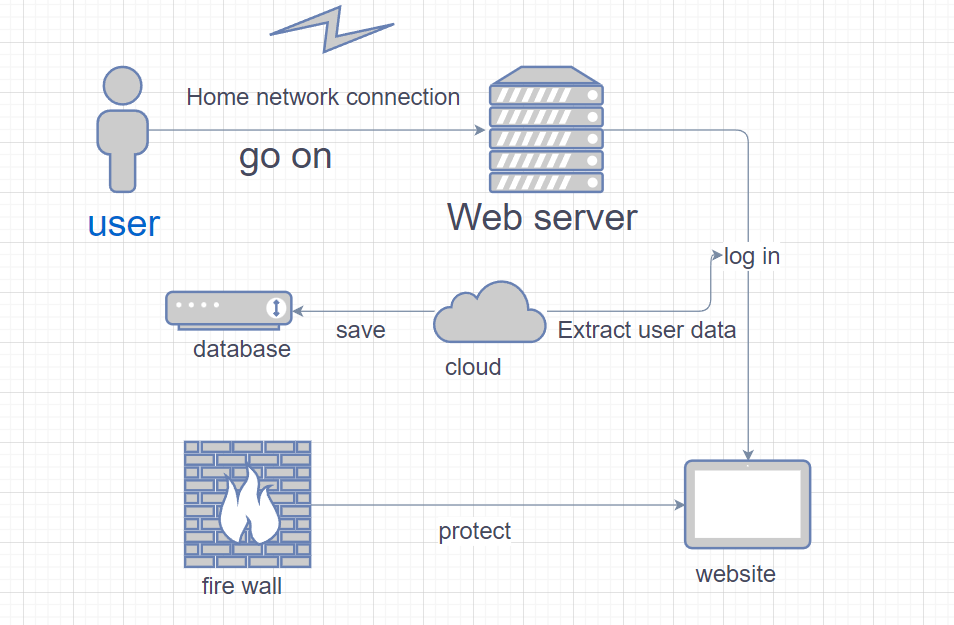 Home network connection
go on
user
Web server
log in
save
Extract user data
database
cloud
protect
fire wall
website